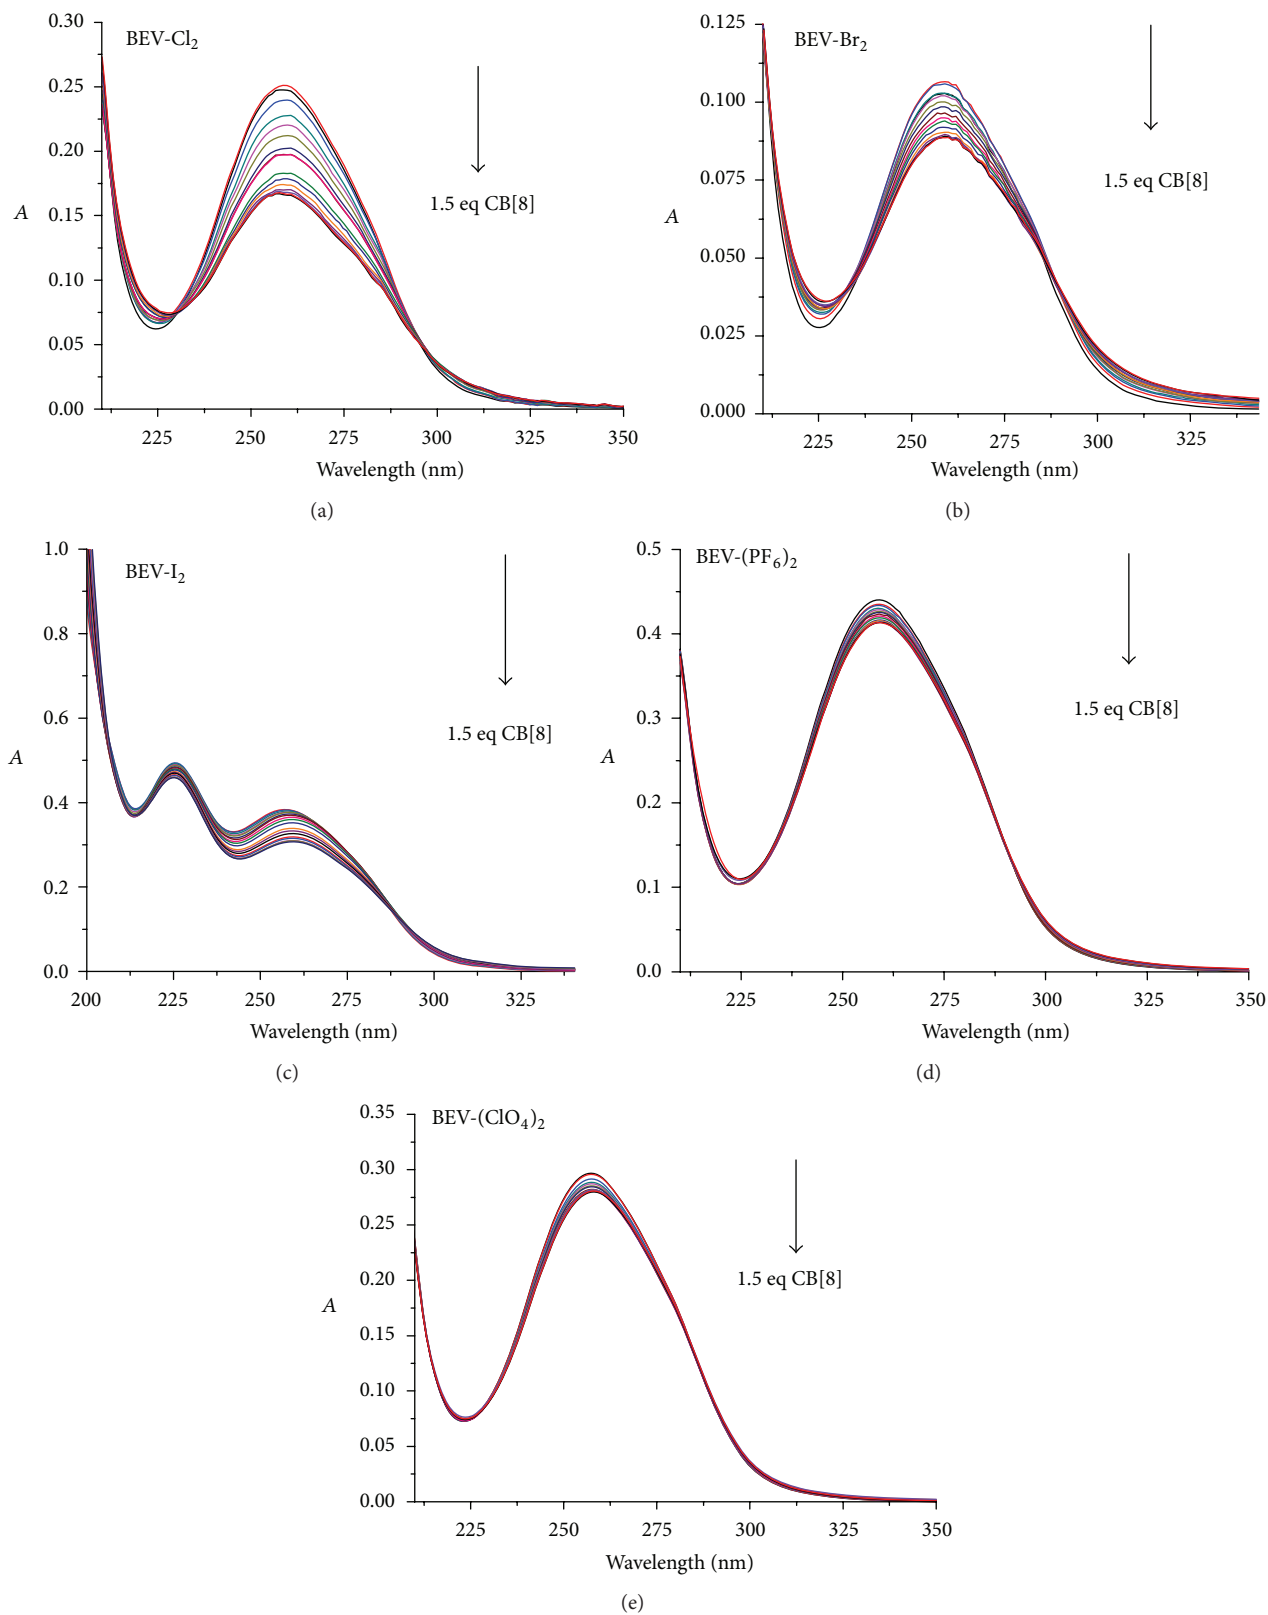 BEV-Cl2
0.30
0.25
0.20
0.15
0.10
0.05
0.00
A
1.5 eq CB[8]
225 250 275 300 325 350
Wavelength (nm)
(a)
BEV-Br2
0.125
0.100
0.075
0.050
0.025
0.000
A
1.5 eq CB[8]
225 250 275 300 325
Wavelength (nm)
(b)
BEV-I2
1.0
0.8
0.6
0.4
0.2
0.0
A
1.5 eq CB[8]
200 225 250 275 300 325
Wavelength (nm)
(c)
BEV-(PF6)2
0.5
0.4
0.3
0.2
0.1
0.0
A
1.5 eq CB[8]
225 250 275 300 325 350
Wavelength (nm)
(d)
BEV-(ClO4)2
0.35
0.30
0.25
0.20
0.15
0.10
0.05
0.00
A
1.5 eq CB[8]
225 250 275 300 325 350
Wavelength (nm)
(e)